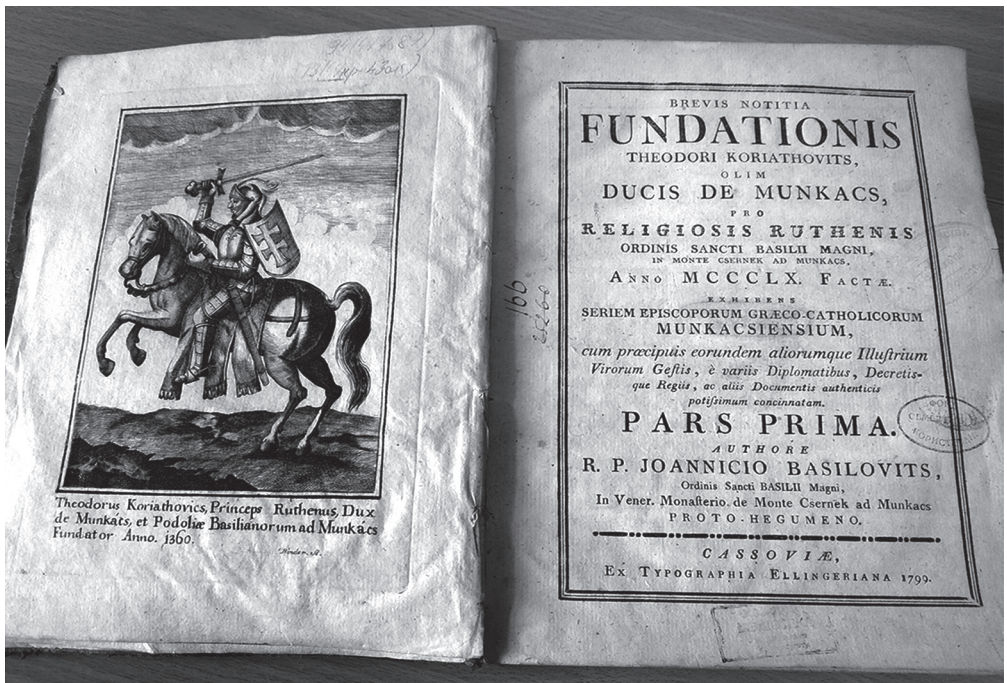 Theodorus Koriathovics, Princeps Ruthenus, Dux
de Munkáts, et Podoliæ Basilianorum ad Munkács
Fundator Anno. 1360.
Binder. sc.
BREVIS NOTITIA
FUNDATIONIS
THEODORI KORIATHOVITS,
OLIM
DUCIS DE MUNKACS,
PRO
RELIGIOSIS RUTHENIS
ORDINIS SANCTI BASILII MAGNI,
IN MONTE CSERNEK AD MUNKACS,
ANNO MCCCLX. FACTÆ.
EXHIBENS
SERIEM EPISCOPORUM GRÆCO-CATHOLICORUM
MUNKACSIENSIUM,
cum præcipuis eorundem aliorumque Illuſtrium
Virorum Geſtis, è variis Diplomatibus, Decretis-
que Regiis, ac aliis Documentis authenticis
potiſſimum concinnatam.
PARS PRIMA.
AUTHORE
R. P. JOANNICIO BASILOVITS,
Ordinis Sancti BASILII Magni,
In Vener. Monaſterio. de Monte Csernek ad Munkacs
PROTO-HEGUMENO.
CASSOVIÆ,
EX TYPOGRAPHIA ELLINGERIANA 1799.
166